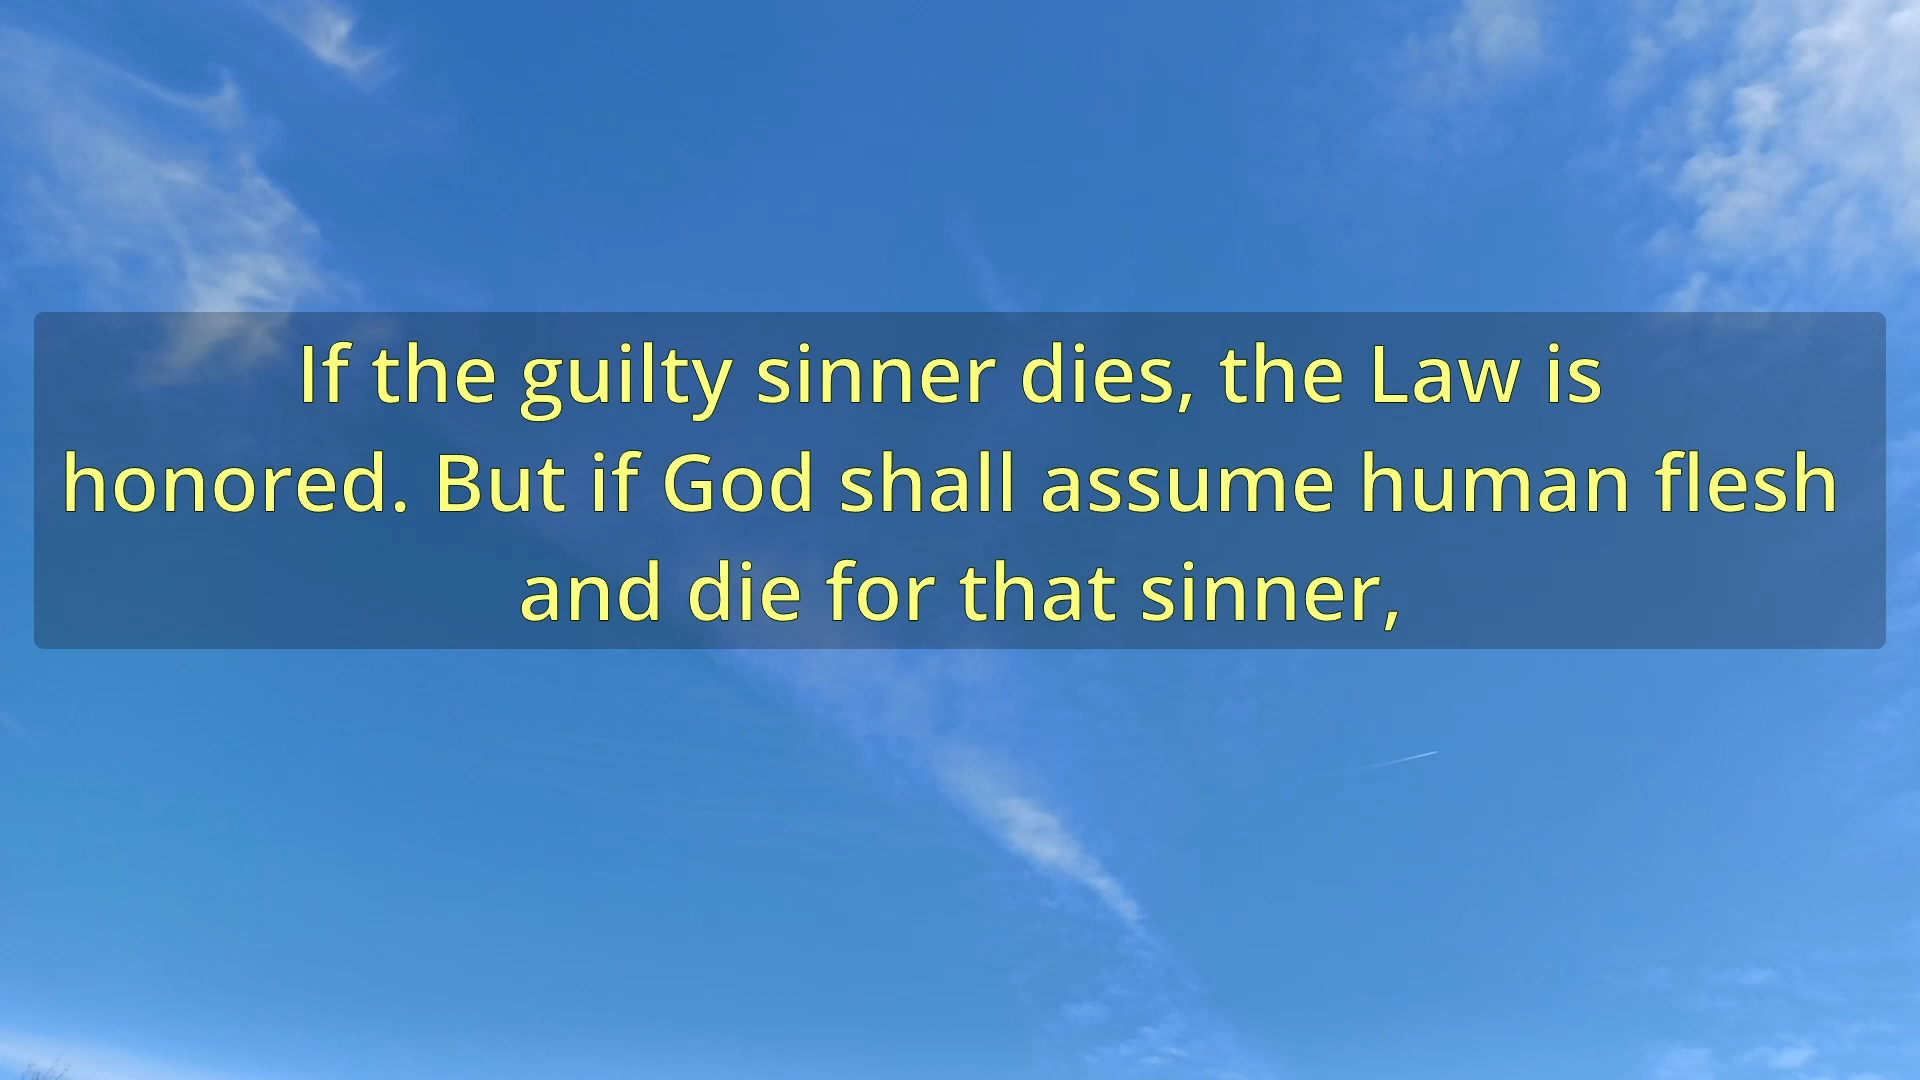 If the guilty sinner dies, the Law is
honored. But if God shall assume human flesh
and die for that sinner,